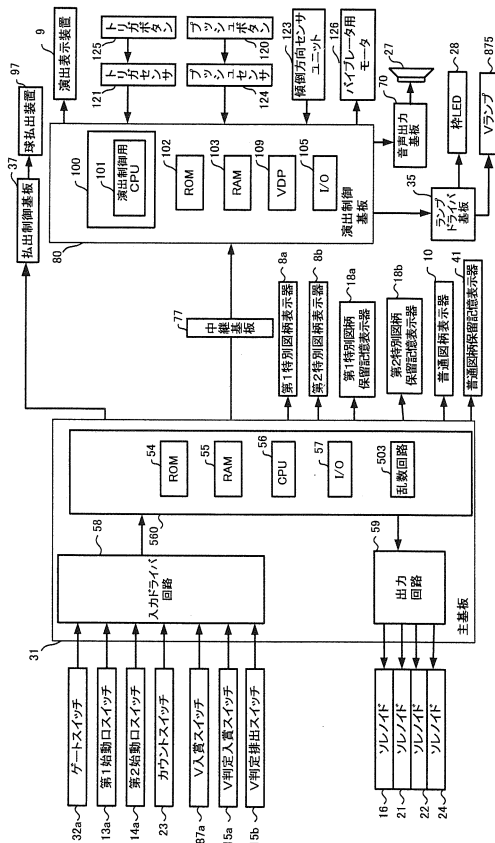 31
32a
ゲートスイッチ
13a
第1始動口スイッチ
14a
第2始動口スイッチ
23
カウントスイッチ
87a
V入賞スイッチ
15a
V判定入賞スイッチ
15b
V判定排出スイッチ
58
入力ドライバ
回路
560
54
ROM
55
RAM
56
CPU
57
I/O
503
乱数回路
59
出力
回路
主基板
16
ソレノイド
21
ソレノイド
22
ソレノイド
24
ソレノイド
37
払出制御基板
97
球払出装置
77
中継
基板
8a
第1特別図柄表示器
8b
第2特別図柄表示器
18a
第1特別図柄
保留記憶表示器
18b
第2特別図柄
保留記憶表示器
10
普通図柄表示器
41
普通図柄保留記憶表示器
80
100
101
演出制御用
CPU
102
ROM
103
RAM
109
VDP
105
I/O
演出制御
基板
9
演出表示装置
125
トリガボタン
121
トリガセンサ
120
プッシュボタン
124
プッシュセンサ
123
傾倒方向センサ
ユニット
126
バイブレータ用
モータ
70
音声出力
基板
27
35
ランプ
ドライバ
基板
28
枠LED
875
Vランプ